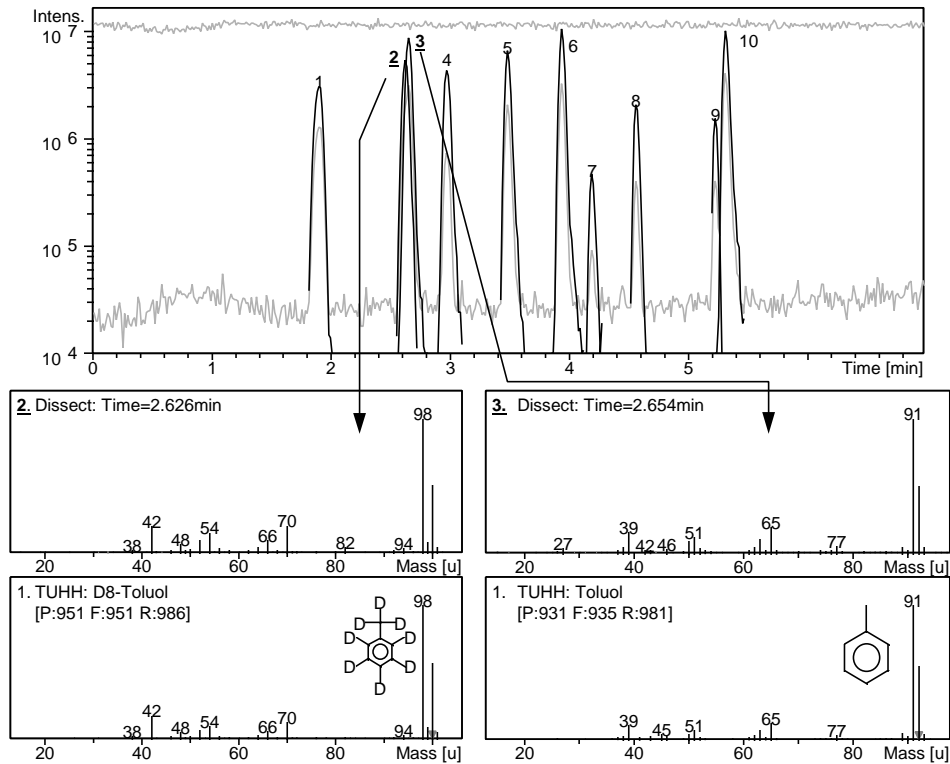 Intens.
10 7
10 6
10 5
10 4
1
2
3
4
5
6
7
8
9
10
0 1 2 3 4 5 Time [min]
2. Dissect: Time=2.626min
98
38 42 48 54 66 70 82 94
20 40 60 80 Mass [u]
3. Dissect: Time=2.654min
91
27 39 42 46 51 65 77
20 40 60 80 Mass [u]
1. TUHH: D8-Toluol
[P:951 F:951 R:986]
98
D
D D
D D
D D
D
38 42 48 54 66 70 94
20 40 60 80 Mass [u]
1. TUHH: Toluol
[P:931 F:935 R:981]
91
39 45 51 65 77
20 40 60 80 Mass [u]